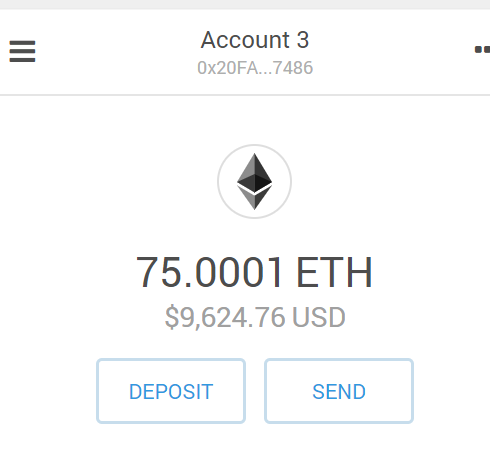 Account 3
0x20FA...7486
75.0001 ETH
$9,624.76 USD
DEPOSIT
SEND